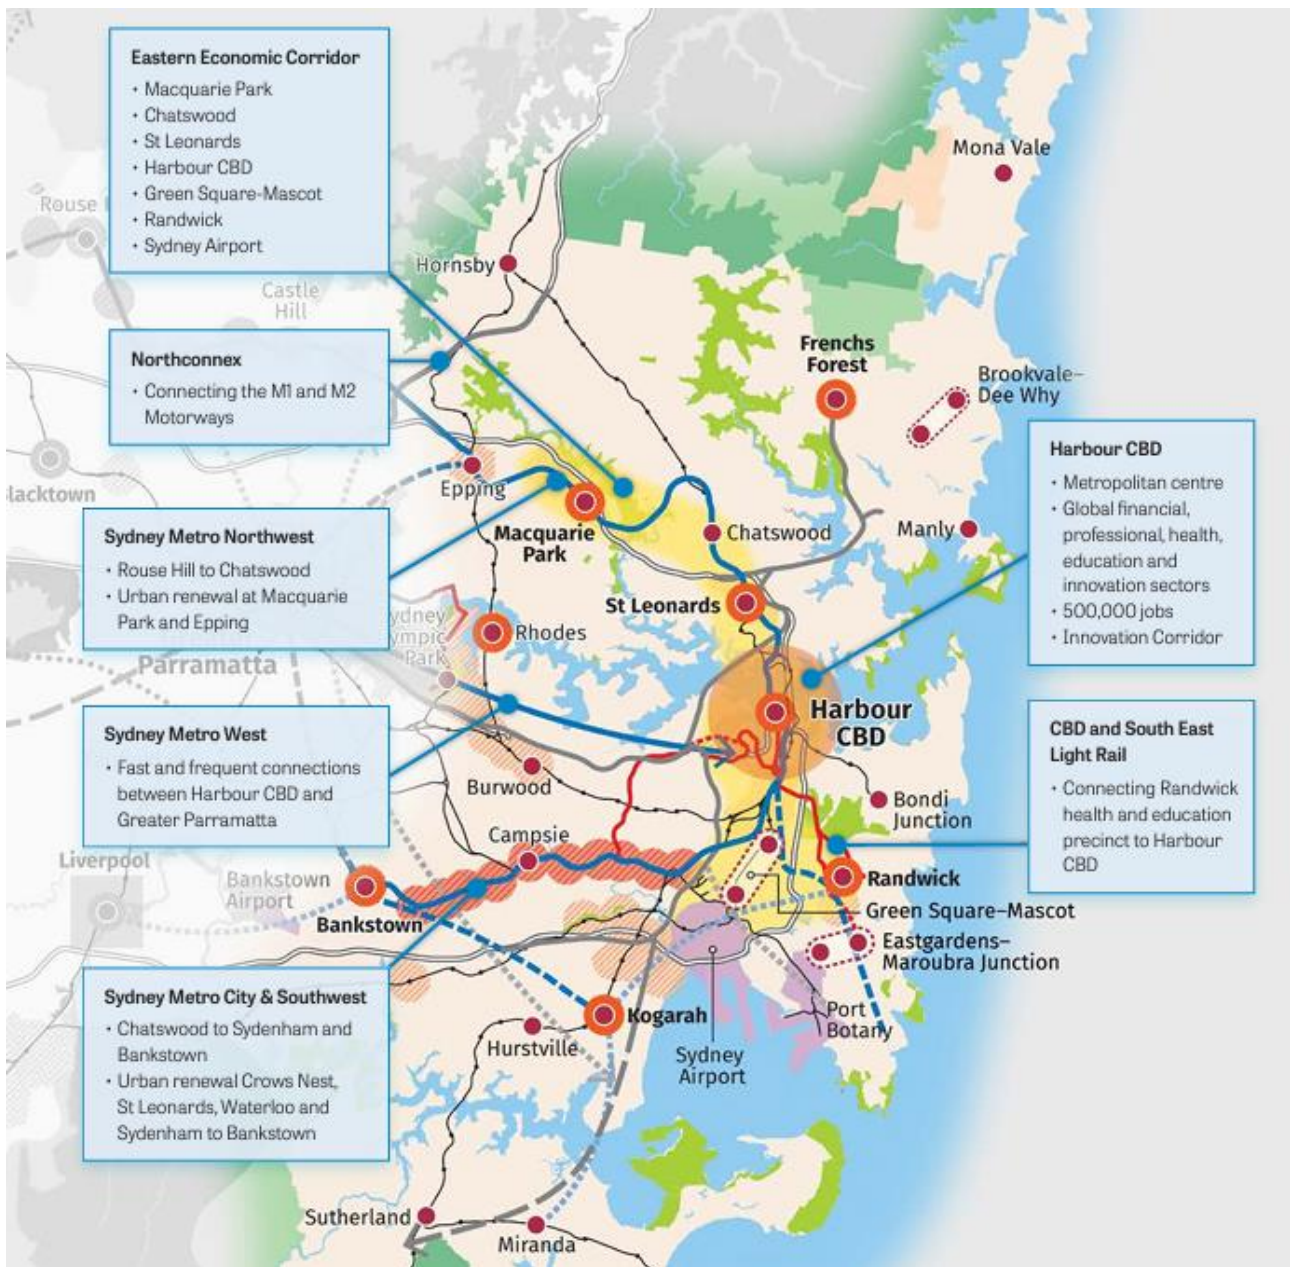 Eastern Economic Corridor
• Macquarie Park
• Chatswood
• St Leonards
• Harbour CBD
• Green Square-Mascot
• Randwick
• Sydney Airport
Northconnex
• Connecting the M1 and M2
Motorways
Sydney Metro Northwest
• Rouse Hill to Chatswood
• Urban renewal at Macquarie
Park and Epping
Sydney Metro West
• Fast and frequent connections
between Harbour CBD and
Greater Parramatta
Sydney Metro City & Southwest
• Chatswood to Sydenham and
Bankstown
• Urban renewal Crows Nest,
St Leonards, Waterloo and
Sydenham to Bankstown
Harbour CBD
• Metropolitan centre
• Global financial,
professional, health,
education and
innovation sectors
• 500,000 jobs
• Innovation Corridor
CBD and South East
Light Rail
• Connecting Randwick
health and education
precinct to Harbour
CBD
Mona Vale
Rouse
Hornsby
Castle
Hill
Frenchs
Forest
Brookvale–
Dee Why
lacktown
Epping
Macquarie
Park
Chatswood
Manly
St Leonards
ydney
ympic
Park
Rhodes
Parramatta
Harbour
CBD
Burwood
Bondi
Junction
Campsie
Liverpool
Bankstown
Airport
Bankstown
Randwick
Green Square–Mascot
Eastgardens–
Maroubra Junction
Kogarah
Port
Botany
Hurstville
Sydney
Airport
Sutherland
Miranda